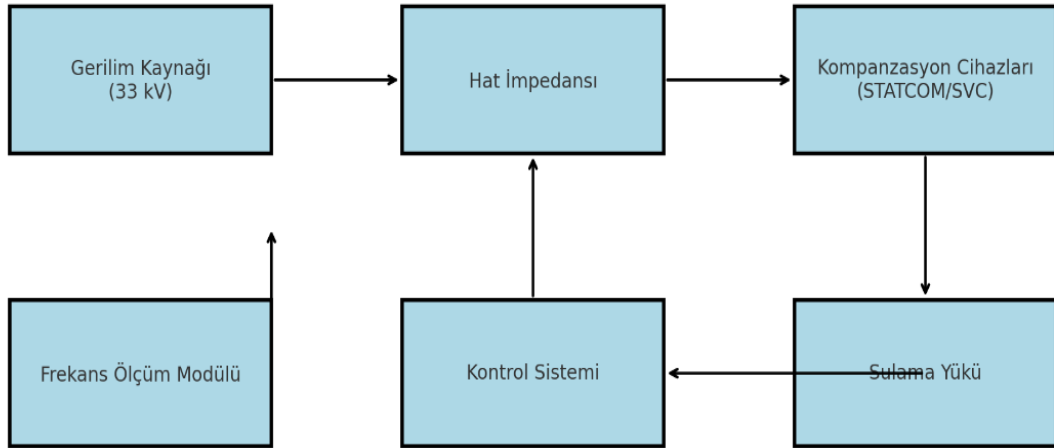 Gerilim Kaynağı
(33 kV)
Hat İmpedansı
Kompanzasyon Cihazları
(STATCOM/SVC)
Frekans Ölçüm Modülü
Kontrol Sistemi
Sulama Yükü